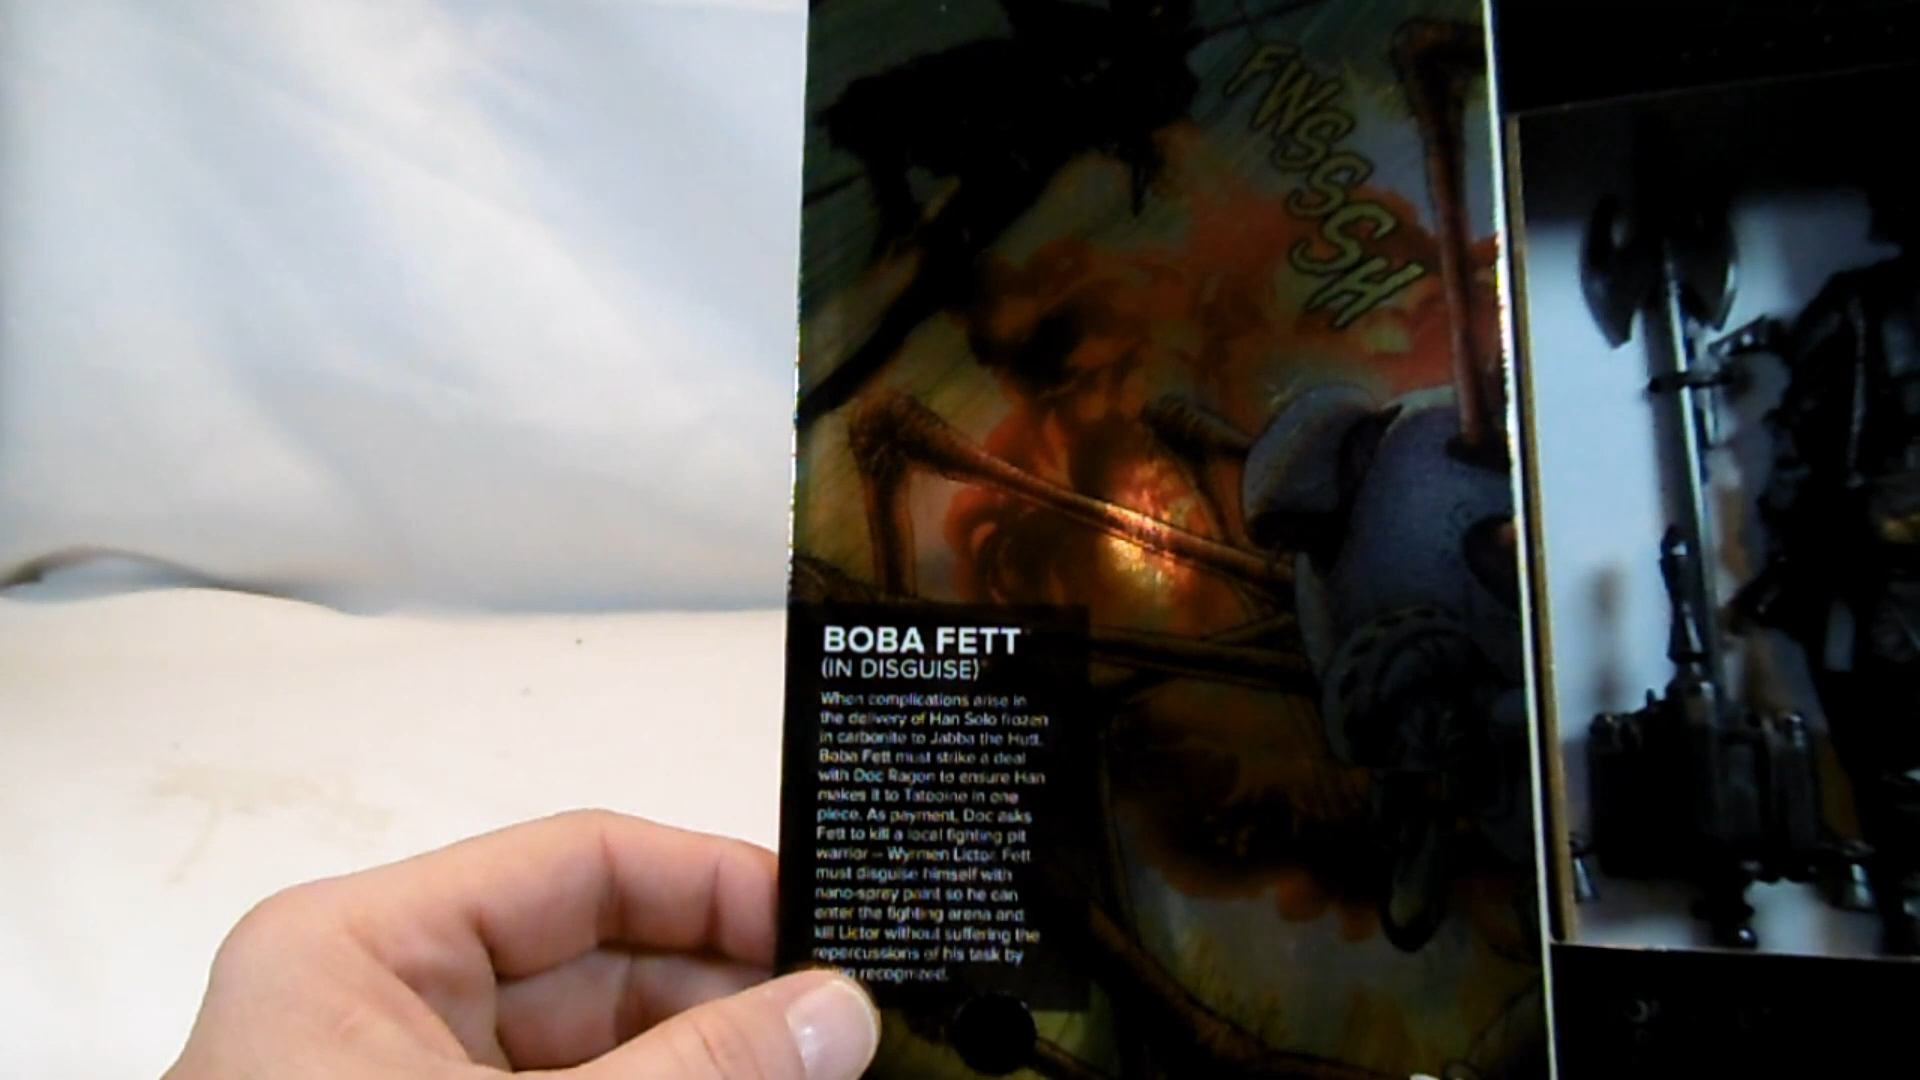 FWSSSH
BOBA FETT
(IN DISGUISE)
When complications arise in
the delivery of Han Solo frozen
in carbonite to Jabba the Hutt,
Boba Fett must strike a deal
with Doc Ragon to ensure Han
makes it to Tatooine in one
piece. As payment, Doc asks
Fett to kill a local fighting pit
warrior – Wyrmen Lictor. Fett
must disguise himself with
nano-spray paint so he can
enter the fighting arena and
kill Lictor without suffering the
repercussions of his task by
being recognized.